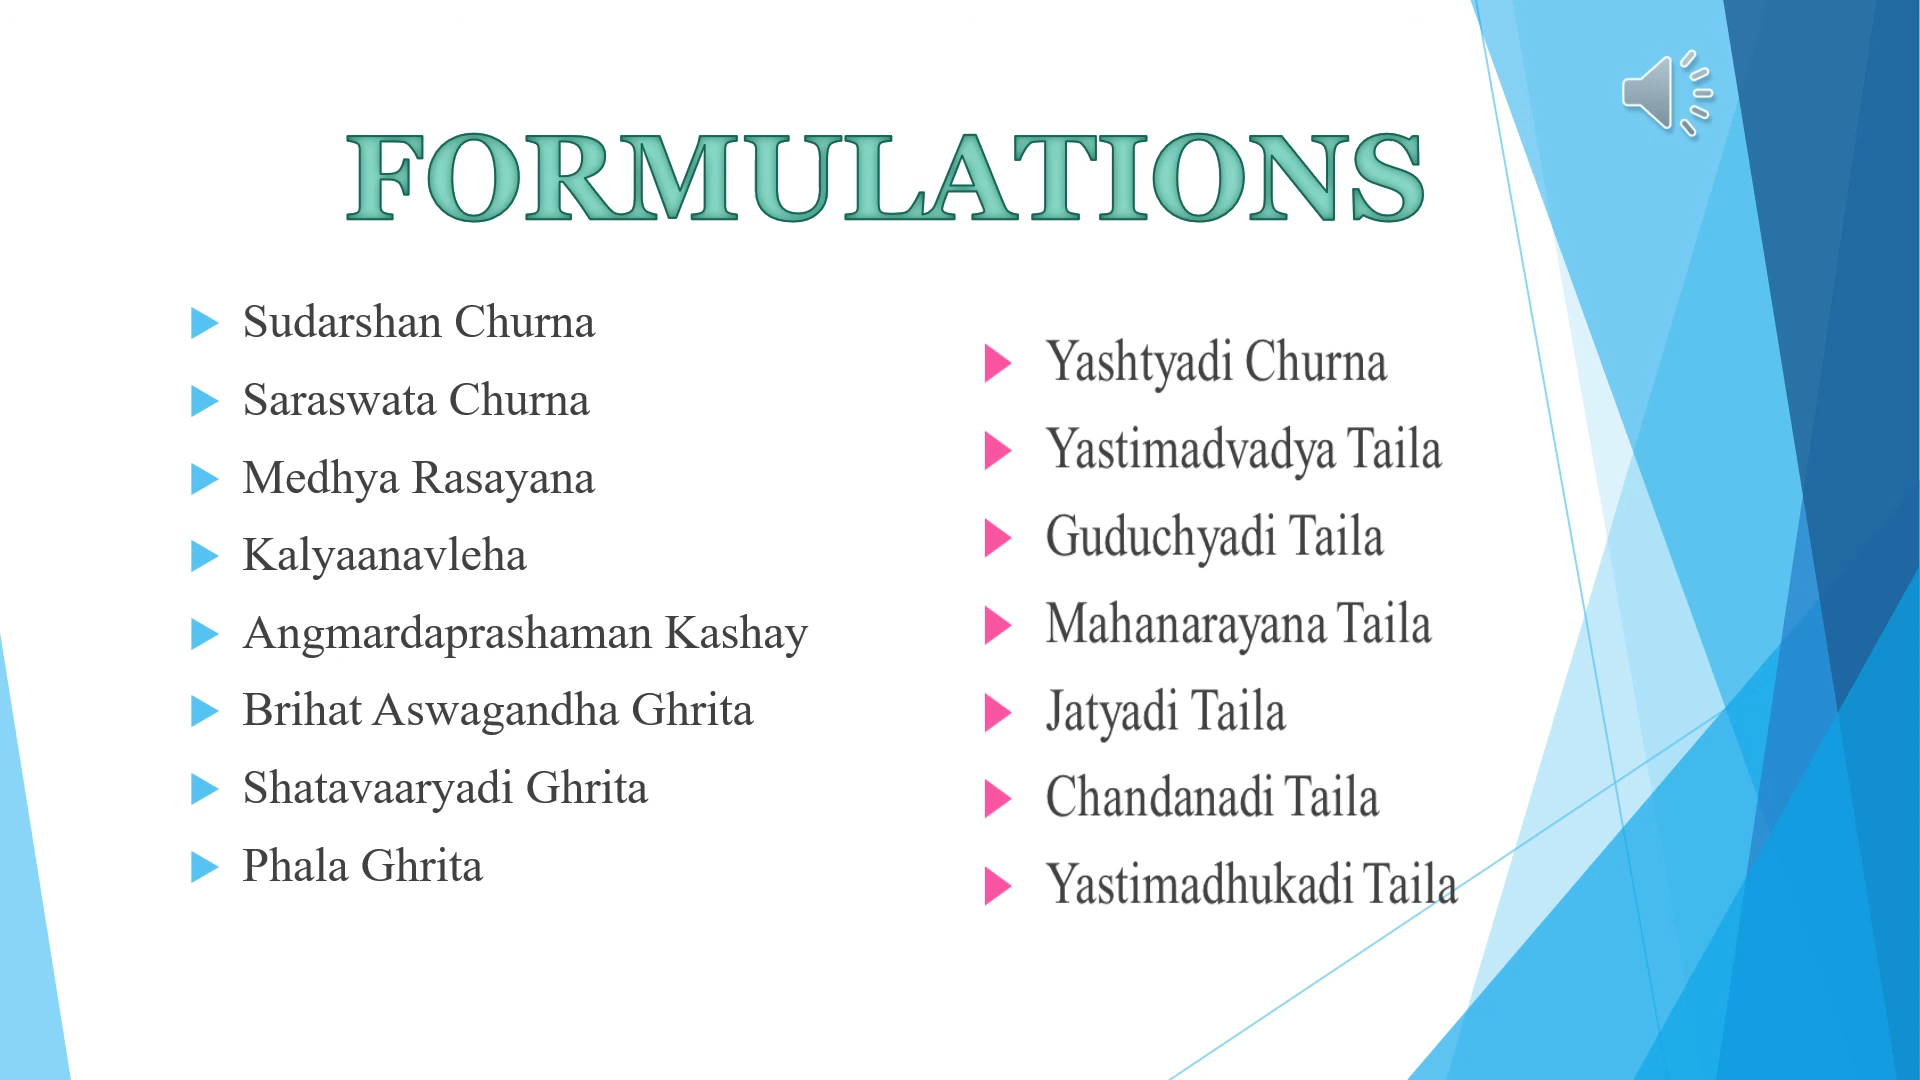 FORMULATIONS
Sudarshan Churna
Saraswata Churna
Medhya Rasayana
Kalyaanavleha
Angmardaprashaman Kashay
Brihat Aswagandha Ghrita
Shatavaaryadi Ghrita
Phala Ghrita
Yashtyadi Churna
Yastimadvadya Taila
Guduchyadi Taila
Mahanarayana Taila
Jatyadi Taila
Chandanadi Taila
Yastimadhukadi Taila